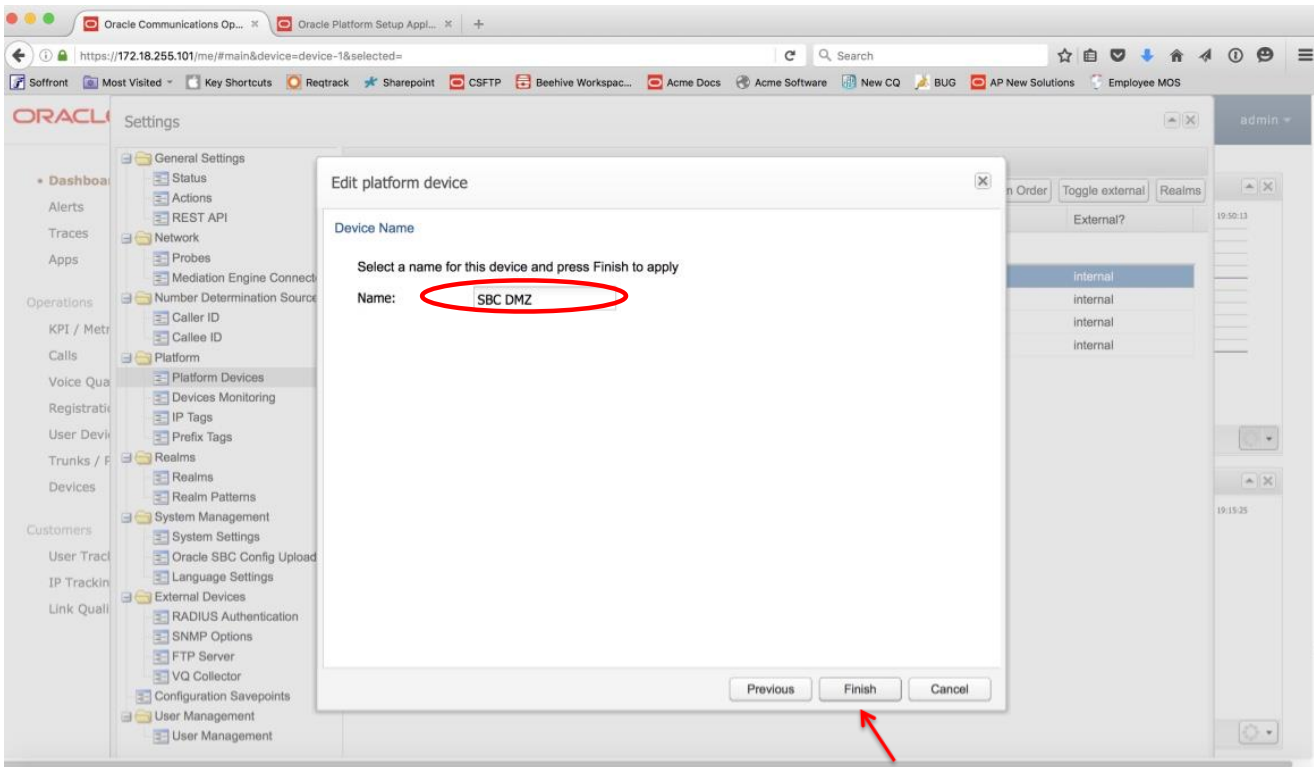 Oracle Communications Op... × Oracle Platform Setup Appl... × +
https://172.18.255.101/me/#main&device=device-1&selected= Search
Soffront Most Visited Key Shortcuts Reqtrack Sharepoint CSFTP Beehive Workspac... Acme Docs Acme Software New CQ BUG AP New Solutions Employee MOS
ORACL Settings admin
General Settings
• Dashboa Status Edit platform device n Order Toggle external Realms
Alerts Actions 19:50:13
REST API Device Name External?
Traces Network
Apps Probes Select a name for this device and press Finish to apply
Mediation Engine Connect internal
Operations Number Determination Source Name: SBC DMZ internal
KPI / Metr Caller ID internal
Calls Callee ID internal
Platform
Voice Qua Platform Devices
Devices Monitoring
Registratio IP Tags
User Devi Prefix Tags
Trunks / P Realms
Devices Realms
Realm Patterns
System Management 19:15:25
Customers System Settings
User Tracl Oracle SBC Config Upload
IP Trackin Language Settings
External Devices
Link Quali RADIUS Authentication
SNMP Options
FTP Server
VQ Collector
Configuration Savepoints Previous Finish Cancel
User Management
User Management